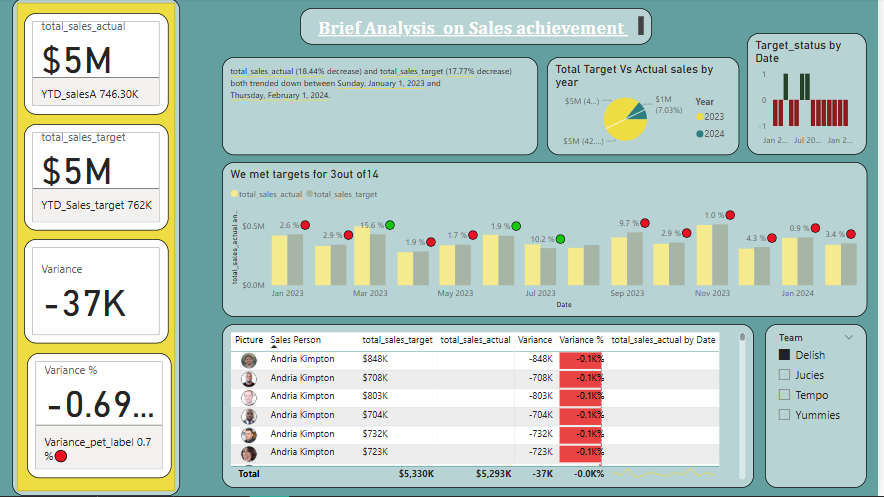 Brief Analysis on Sales achievement
total_sales_actual
$5M
YTD_salesA 746.30K
total_sales_target
$5M
YTD_Sales_target 762K
Variance
-37K
Variance %
-0.69...
Variance_pet_label 0.7
%
total_sales_actual (18.44% decrease) and total_sales_target (17.77% decrease)
both trended down between Sunday, January 1, 2023 and
Thursday, February 1, 2024.
Total Target Vs Actual sales by
year
$5M (4...)
$1M
(7.03%)
$5M (42....)
Year
2023
2024
Target_status by
Date
1
0
-1
Jan 2... Jul 20... Jan 2...
We met targets for 3out of14
total_sales_actual total_sales_target
total_sales_actual an...
$0.5M
$0.0M
2.6 % 2.9 % 15.6 % 1.9 % 1.7 % 1.9 % 10.2 % 9.7 % 2.9 % 1.0 % 4.3 % 0.9 % 3.4 %
Jan 2023 Mar 2023 May 2023 Jul 2023 Sep 2023 Nov 2023 Jan 2024
Date
Picture Sales Person total_sales_target total_sales_actual Variance Variance % total_sales_actual by Date
Andria Kimpton $848K -848K -0.1K%
Andria Kimpton $708K -708K -0.1K%
Andria Kimpton $803K -803K -0.1K%
Andria Kimpton $704K -704K -0.1K%
Andria Kimpton $732K -732K -0.1K%
Andria Kimpton $723K -723K -0.1K%
Total $5,330K $5,293K -37K -0.0K%
Team
Delish
Jucies
Tempo
Yummies